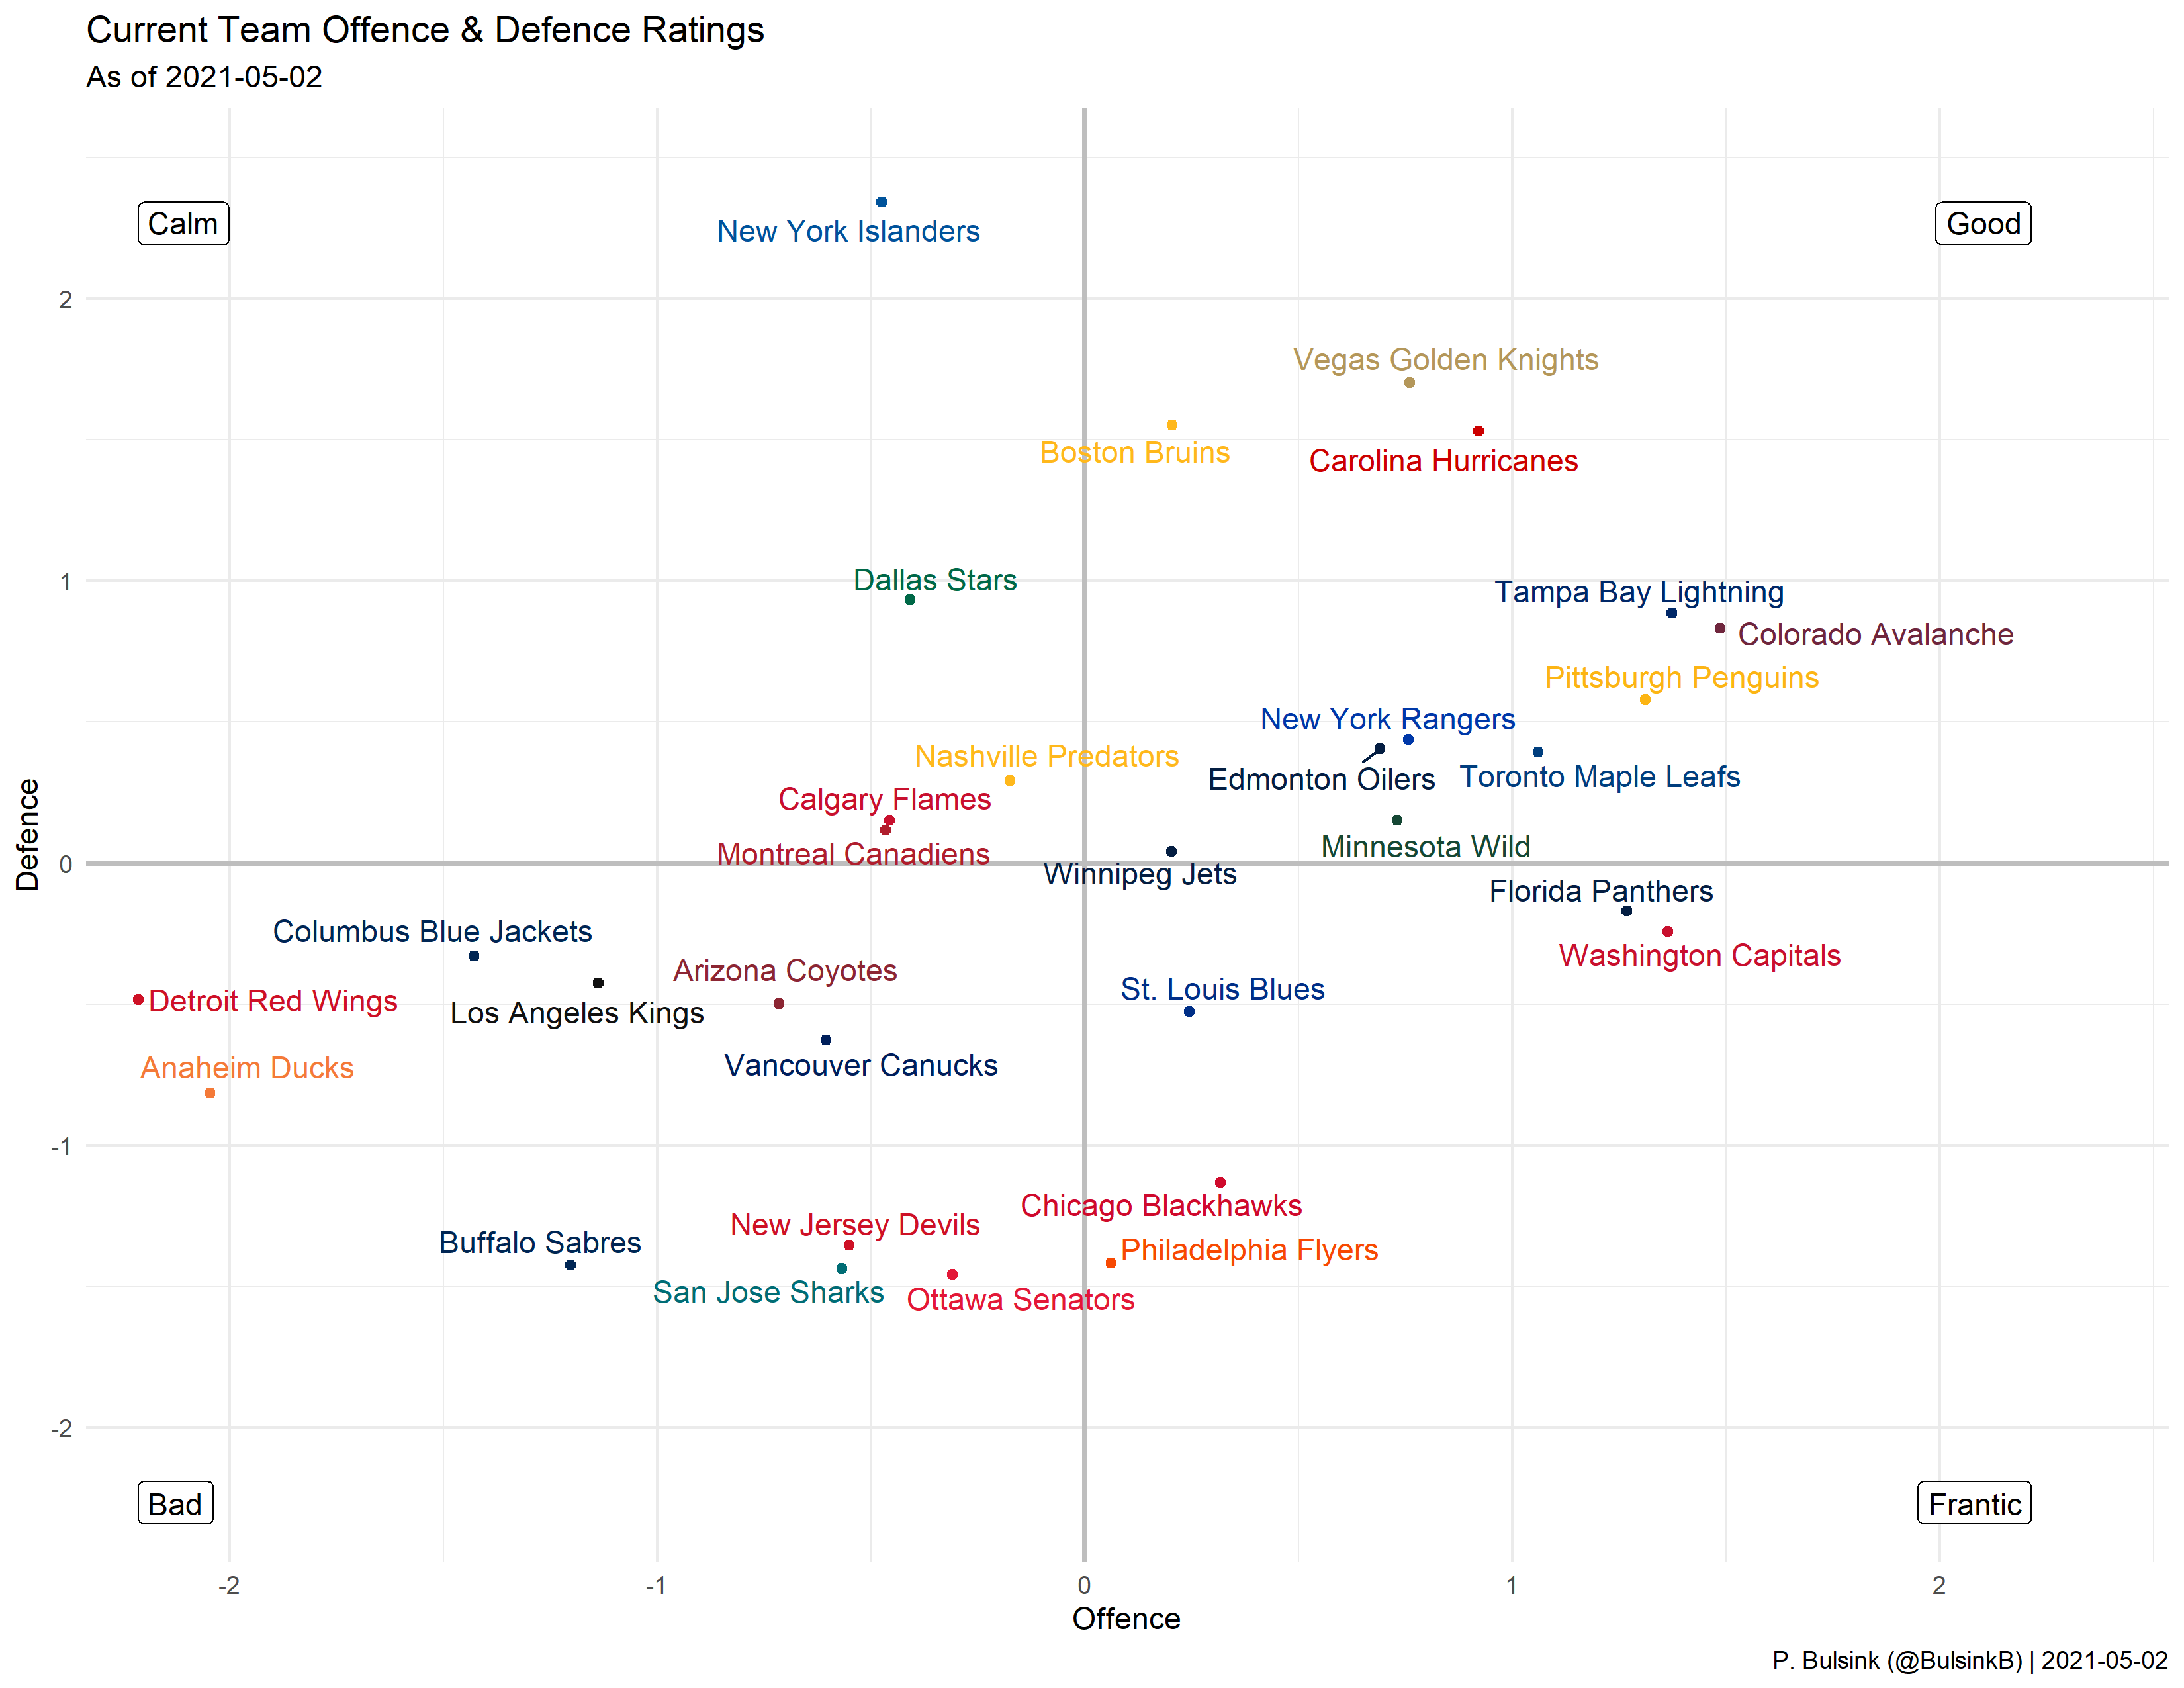 Current Team Offence & Defence Ratings
As of 2021-05-02
Calm
Good
New York Islanders
2
Vegas Golden Knights
Boston Bruins
Carolina Hurricanes
1
Dallas Stars
Tampa Bay Lightning
Colorado Avalanche
Pittsburgh Penguins
New York Rangers
Nashville Predators
Edmonton Oilers
Toronto Maple Leafs
Calgary Flames
Montreal Canadiens
Minnesota Wild
Defence
0
Winnipeg Jets
Florida Panthers
Columbus Blue Jackets
Washington Capitals
Arizona Coyotes
St. Louis Blues
Detroit Red Wings
Los Angeles Kings
Vancouver Canucks
Anaheim Ducks
-1
Chicago Blackhawks
New Jersey Devils
Buffalo Sabres
Philadelphia Flyers
San Jose Sharks
Ottawa Senators
-2
Bad
Frantic
-2
-1
0
1
2
Offence
P. Bulsink (@BulsinkB) | 2021-05-02